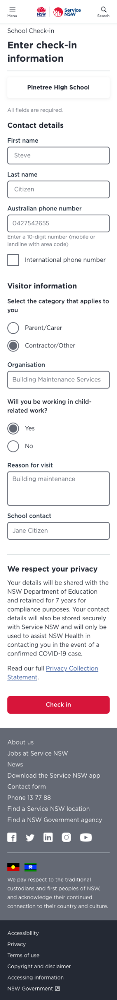 Menu
NSW
GOVERNMENT
Service
NSW
Search
School Check-in
Enter check-in
information
Pinetree High School
All fields are required.
Contact details
First name
Steve
Last name
Citizen
Australian phone number
0427542655
Enter a 10-digit number (mobile or
landline with area code)
International phone number
Visitor information
Select the category that applies to
you
Parent/Carer
Contractor/Other
Organisation
Building Maintenance Services
Will you be working in child-
related work?
Yes
No
Reason for visit
Building maintenance
School contact
Jane Citizen
We respect your privacy
Your details will be shared with the
NSW Department of Education
and retained for 7 years for
compliance purposes. Your contact
details will also be stored securely
with Service NSW and will only be
used to assist NSW Health in
contacting you in the event of a
confirmed COVID-19 case.
Read our full Privacy Collection
Statement.
Check in
About us
Jobs at Service NSW
News
Download the Service NSW app
Contact form
Phone 13 77 88
Find a Service NSW location
Find a NSW Government agency
We pay respect to the traditional
custodians and first peoples of NSW,
and acknowledge their continued
connection to their country and culture.
Accessibility
Privacy
Terms of use
Copyright and disclaimer
Accessing information
NSW Government